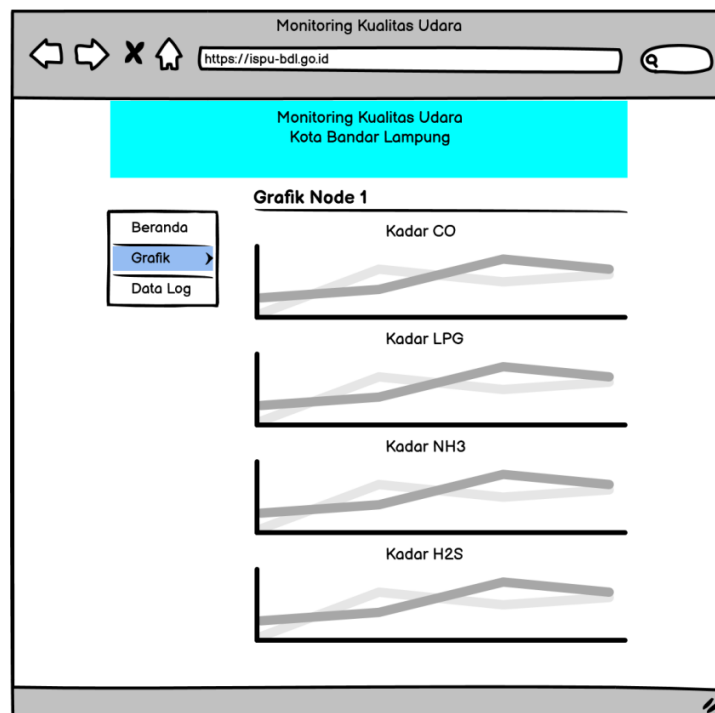 Monitoring Kualitas Udara
https://ispu-bdl.go.id
Monitoring Kualitas Udara
Kota Bandar Lampung
Grafik Node 1
Beranda
Grafik
Data Log
Kadar CO
Kadar LPG
Kadar NH3
Kadar H2S